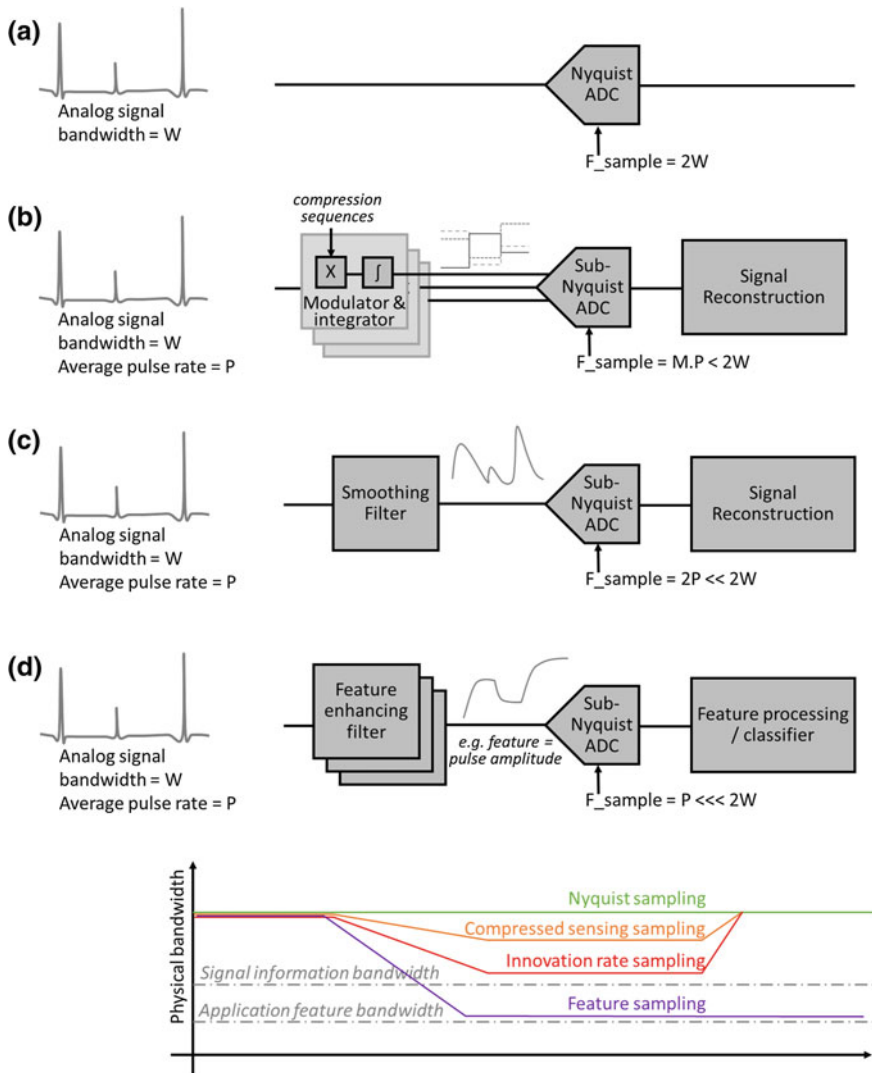 (a)
Analog signal
bandwidth = W
Nyquist
ADC
F_sample = 2W
(b)
Analog signal
bandwidth = W
Average pulse rate = P
compression
sequences
X
∫
Modulator &
integrator
Sub-
Nyquist
ADC
F_sample = M.P < 2W
Signal
Reconstruction
(c)
Analog signal
bandwidth = W
Average pulse rate = P
Smoothing
Filter
Sub-
Nyquist
ADC
F_sample = 2P << 2W
Signal
Reconstruction
(d)
Analog signal
bandwidth = W
Average pulse rate = P
Feature
enhancing
filter
e.g. feature =
pulse amplitude
Sub-
Nyquist
ADC
F_sample = P <<< 2W
Feature processing
/ classifier
Physical bandwidth
Nyquist sampling
Compressed sensing sampling
Innovation rate sampling
Signal information bandwidth
Feature sampling
Application feature bandwidth